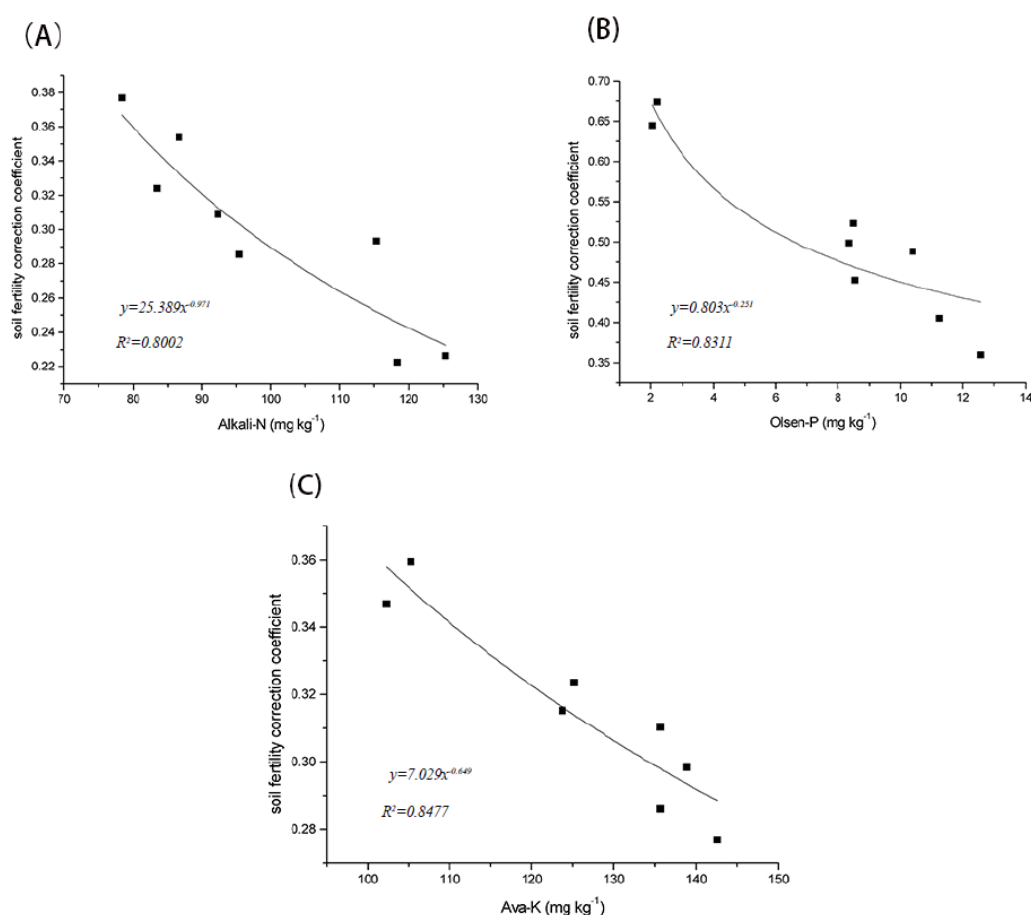 (A)
soil fertility correction coefficient
0.38
0.36
0.34
0.32
0.30
0.28
0.26
0.24
0.22
y=25.389x^-0.971
R²=0.8002
70 80 90 100 110 120 130
Alkali-N (mg kg⁻¹)
(B)
soil fertility correction coefficient
0.70
0.65
0.60
0.55
0.50
0.45
0.40
0.35
y=0.803x^-0.251
R²=0.8311
2 4 6 8 10 12 14
Olsen-P (mg kg⁻¹)
(C)
soil fertility correction coefficient
0.36
0.34
0.32
0.30
0.28
y=7.029x^-0.649
R²=0.8477
100 110 120 130 140 150
Ava-K (mg kg⁻¹)